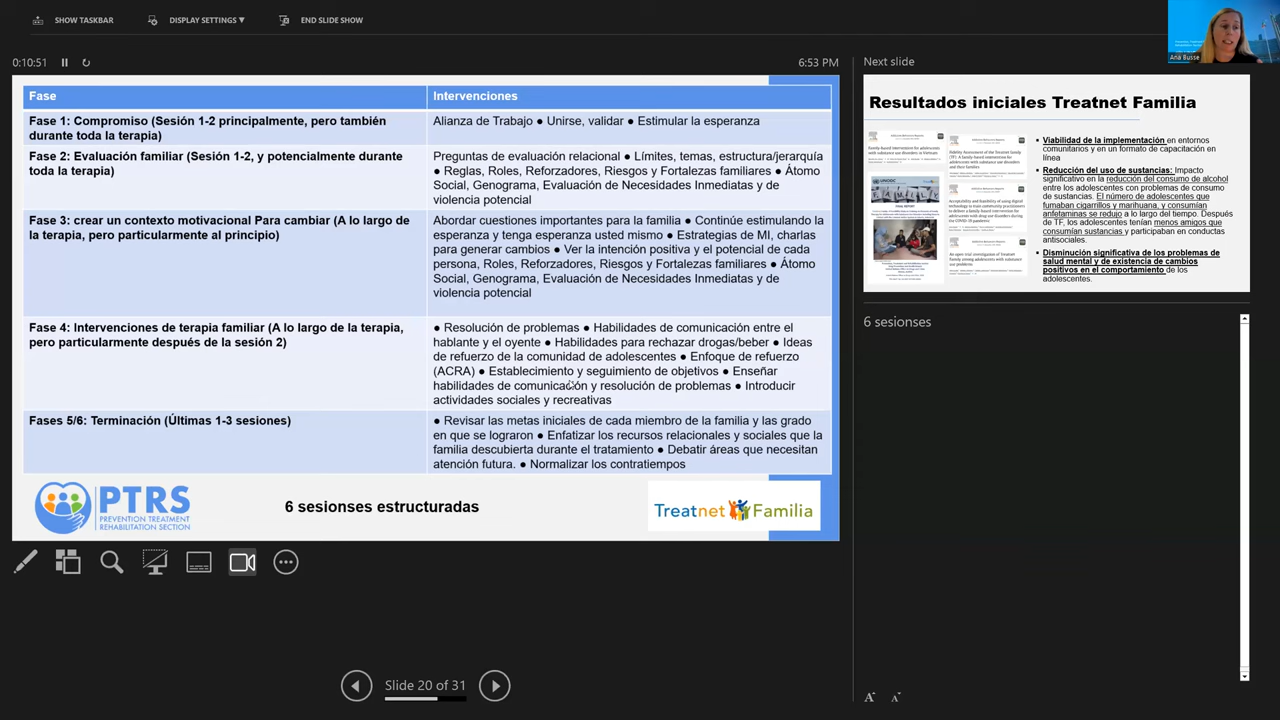 SHOW TASKBAR
DISPLAY SETTINGS ▼
END SLIDE SHOW
Ana Busse
0:10:51
6:53 PM
Fase
Intervenciones
Fase 1: Compromiso (Sesión 1-2 principalmente, pero también
durante toda la terapia)
Alianza de Trabajo ● Unirse, validar ● Estimular la esperanza
Fase 2: Evaluación familiar (Sesión 1-2, y potencialmente durante
toda la terapia)
Preguntas de evaluación relacional ● Límites, temas, estructura/jerarquía
● Reglas, Roles, Rutinas, Redes, Riesgos y Fortalezas familiares ● Átomo
Social, Genograma, Evaluación de Necesidades Inmediatas y de
violencia potencial
Fase 3: crear un contexto para el cambio familiar (A lo largo de
la terapia, pero particularmente al principio)
llevar cuestiones importantes hacia usted mismo ● Continúe estimulando la
esperanza y
● Estrategias de MI, charlas
para generar cambios ● Ver la intención positiva/el potencial de cada
persona, Roles, Rutinas, Redes, Riesgos y Fortalezas familiares ● Átomo
Social, Genograma, Evaluación de Necesidades Inmediatas y de
violencia potencial
Fase 4: Intervenciones de terapia familiar (A lo largo de la terapia,
pero particularmente después de la sesión 2)
● Resolución de problemas ● Habilidades de comunicación entre el
hablante y el oyente ● Habilidades para rechazar drogas/beber ● Ideas
de refuerzo de la comunidad de adolescentes ● Enfoque de refuerzo
(ACRA) ● Establecimiento y seguimiento de objetivos ● Enseñar
habilidades de comunicación y resolución de problemas ● Introducir
actividades sociales y recreativas
Fases 5/6: Terminación (Últimas 1-3 sesiones)
● Revisar las metas iniciales de cada miembro de la familia y las grado
en que se lograron ● Enfatizar los recursos relacionales y sociales que la
familia descubierta durante el tratamiento ● Debatir áreas que necesitan
atención futura. ● Normalizar los contratiempos
PTRS
PREVENTION TREATMENT
REHABILITATION SECTION
6 sesionses estructuradas
Treatnet Familia
Slide 20 of 31
Next slide
Resultados iniciales Treatnet Familia
• Viabilidad de la implementación en entornos
comunitarios y en un formato de capacitación en
línea
• Reducción del uso de sustancias: Impacto
significativo en la reducción del consumo de alcohol
entre los adolescentes con problemas de consumo
de sustancias. El número de adolescentes que
fumaban cigarrillos y marihuana, y consumían
anfetaminas se redujo a lo largo del tiempo. Después
de TF, los adolescentes tenían menos amigos que
consumían sustancias y participaban en conductas
antisociales.
• Disminución significativa de los problemas de
salud mental y de existencia de cambios
positivos en el comportamiento de los
adolescentes.
6 sesionses